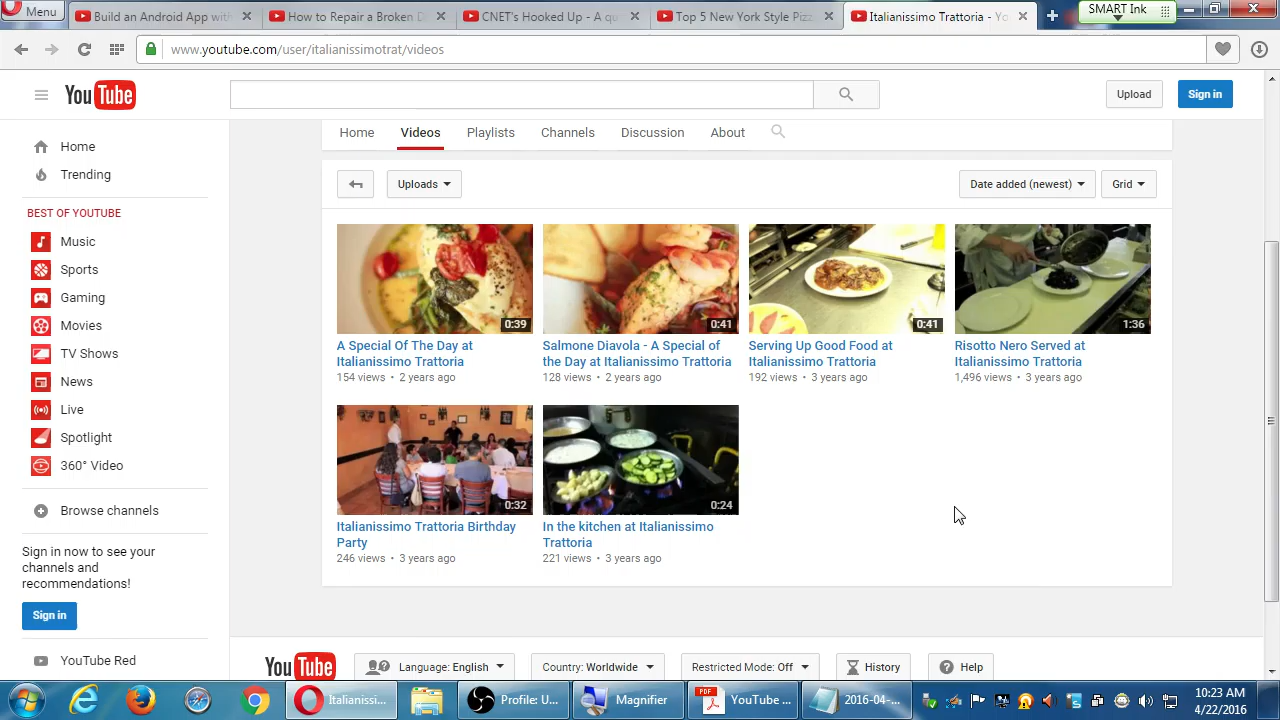 Menu
Build an Android App with
How to Repair a Broken D
CNET's Hooked Up - A qu
Top 5 New York Style Pizz
Italianissimo Trattoria - Yo
SMART Ink
www.youtube.com/user/italianissimotrat/videos
YouTube
Upload
Sign in
Home
Videos
Playlists
Channels
Discussion
About
Home
Trending
BEST OF YOUTUBE
Music
Sports
Gaming
Movies
TV Shows
News
Live
Spotlight
360° Video
Browse channels
Sign in now to see your
channels and
recommendations!
Sign in
YouTube Red
Uploads
Date added (newest)
Grid
0:39
0:41
0:41
1:36
A Special Of The Day at
Italianissimo Trattoria
154 views • 2 years ago
Salmone Diavola - A Special of
the Day at Italianissimo Trattoria
128 views • 2 years ago
Serving Up Good Food at
Italianissimo Trattoria
192 views • 3 years ago
Risotto Nero Served at
Italianissimo Trattoria
1,496 views • 3 years ago
0:32
0:24
Italianissimo Trattoria Birthday
Party
246 views • 3 years ago
In the kitchen at Italianissimo
Trattoria
221 views • 3 years ago
YouTube
Language: English
Country: Worldwide
Restricted Mode: Off
History
Help
Italianissi...
Profile: U...
Magnifier
PDF
YouTube ...
2016-04-...
10:23 AM
4/22/2016